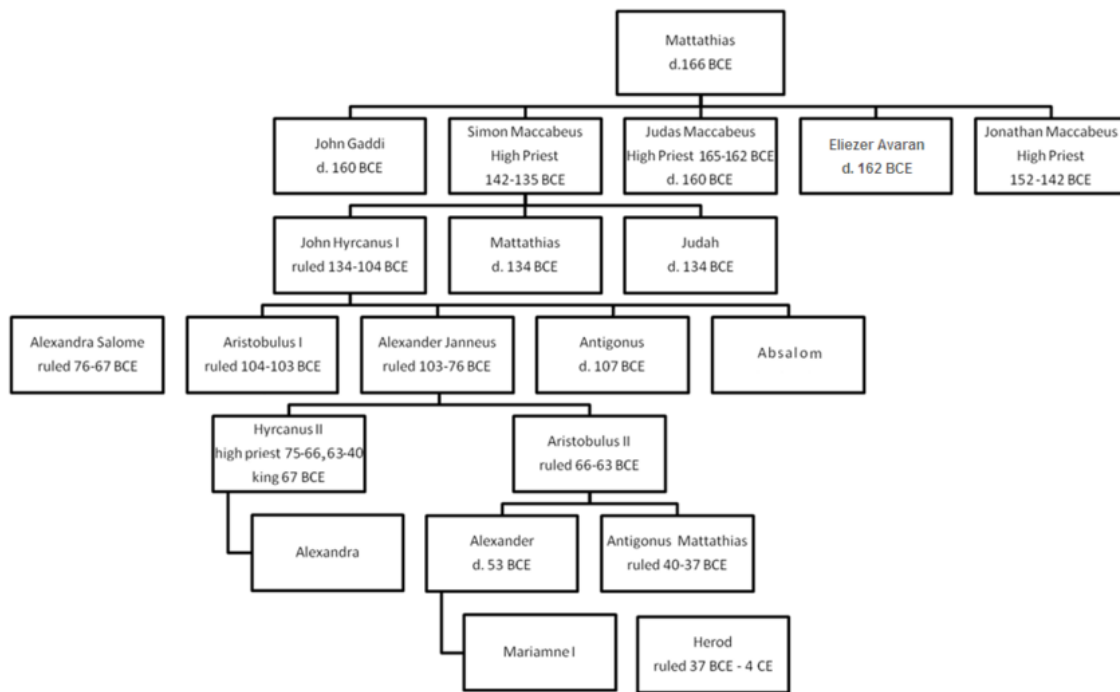 Mattathias
d.166 BCE
John Gaddi
d. 160 BCE
Simon Maccabeus
High Priest
142-135 BCE
Judas Maccabeus
High Priest 165-162 BCE
d. 160 BCE
Eliezer Avaran
d. 162 BCE
Jonathan Maccabeus
High Priest
152-142 BCE
John Hyrcanus I
ruled 134-104 BCE
Mattathias
d. 134 BCE
Judah
d. 134 BCE
Alexandra Salome
ruled 76-67 BCE
Aristobulus I
ruled 104-103 BCE
Alexander Janneus
ruled 103-76 BCE
Antigonus
d. 107 BCE
Absalom
Hyrcanus II
high priest 75-66, 63-40
king 67 BCE
Aristobulus II
ruled 66-63 BCE
Alexandra
Alexander
d. 53 BCE
Antigonus Mattathias
ruled 40-37 BCE
Mariamne I
Herod
ruled 37 BCE - 4 CE